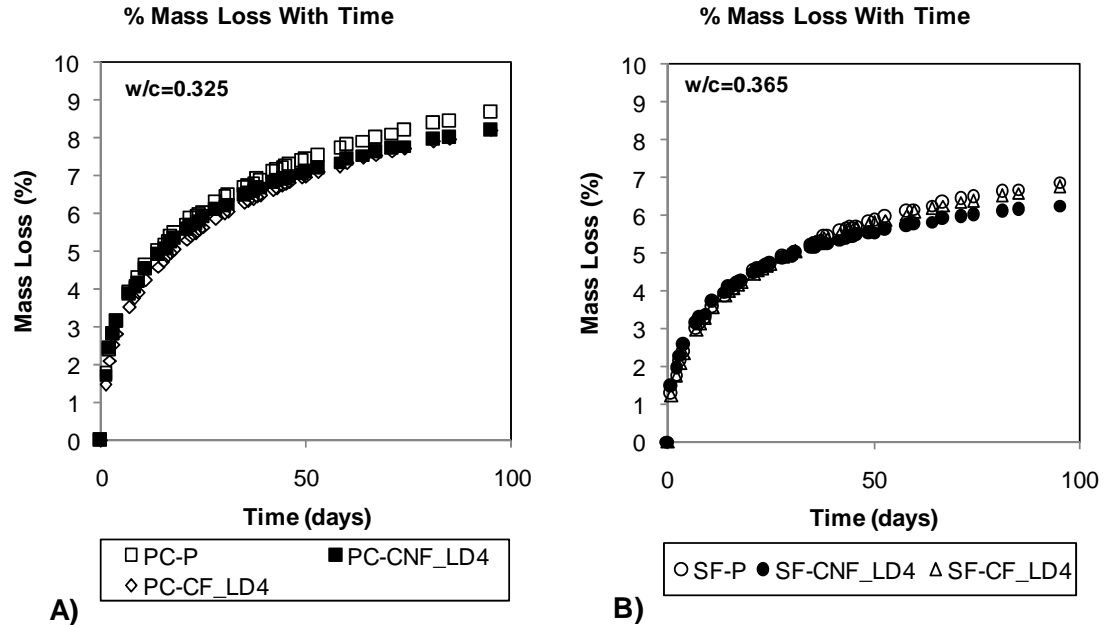 % Mass Loss With Time
10
9
8
7
6
5
4
3
2
1
0
Mass Loss (%)
w/c=0.325
0 50 100
Time (days)
PC-P PC-CNF_LD4
PC-CF_LD4
A)
% Mass Loss With Time
10
9
8
7
6
5
4
3
2
1
0
Mass Loss (%)
w/c=0.365
0 50 100
Time (days)
SF-P SF-CNF_LD4 SF-CF_LD4
B)